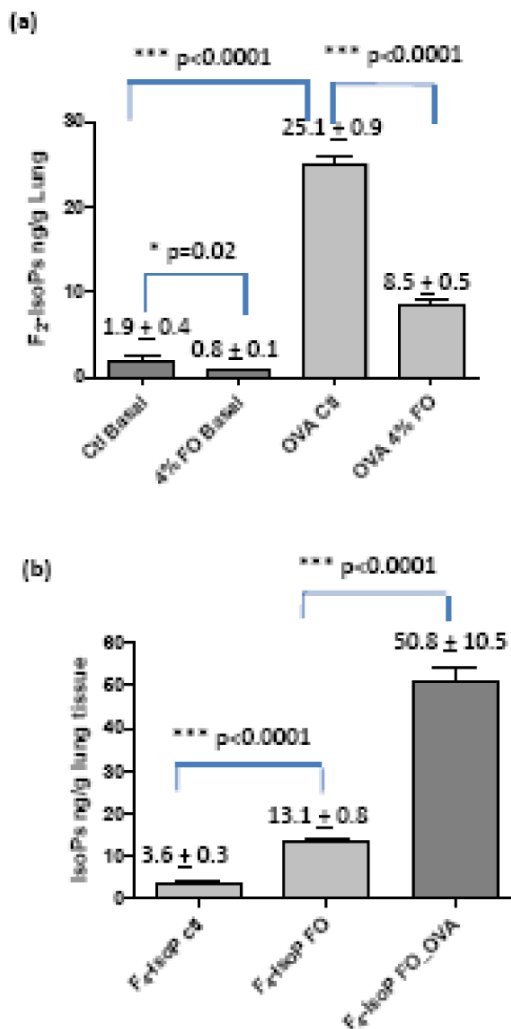 (a)
*** p<0.0001
*** p<0.0001
F2-IsoPs ng/g Lung
30
20
10
0
25.1 ± 0.9
* p=0.02
8.5 ± 0.5
1.9 ± 0.4
0.8 ± 0.1
Ctl Basal
4% FO Basal
OVA Ctl
OVA 4% FO
(b)
*** p<0.0001
IsoPs ng/g lung tissue
60
50
40
30
20
10
0
50.8 ± 10.5
*** p<0.0001
13.1 ± 0.8
3.6 ± 0.3
F4-IsoP ctl
F4-IsoP FO
F4-IsoP FO_OVA